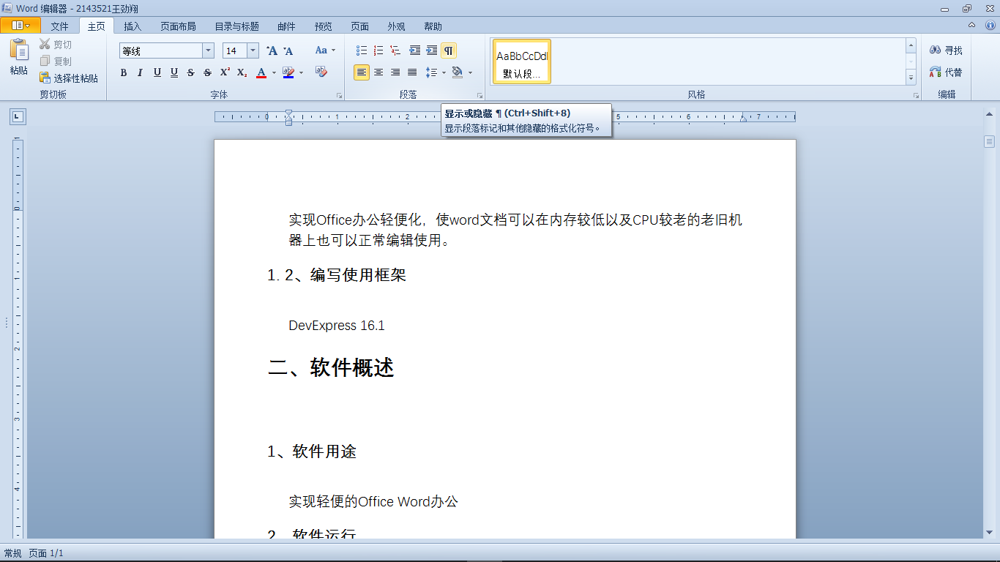 Word 编辑器 - 2143521王劲翔
文件 主页 插入 页面布局 目录与标题 邮件 预览 页面 外观 帮助
粘贴
剪切
复制
选择性粘贴
剪切板
等线 14
字体
段落
AaBbCcDd
默认段...
风格
寻找
代替
编辑
显示或隐藏 ¶ (Ctrl+Shift+8)
显示段落标记和其他隐藏的格式化符号。
0 1 2 5 6 7
实现Office办公轻便化，使word文档可以在内存较低以及CPU较老的老旧机
器上也可以正常编辑使用。
1. 2、编写使用框架
DevExpress 16.1
二、软件概述
1、软件用途
实现轻便的Office Word办公
2、软件运行
常规 页面 1/1